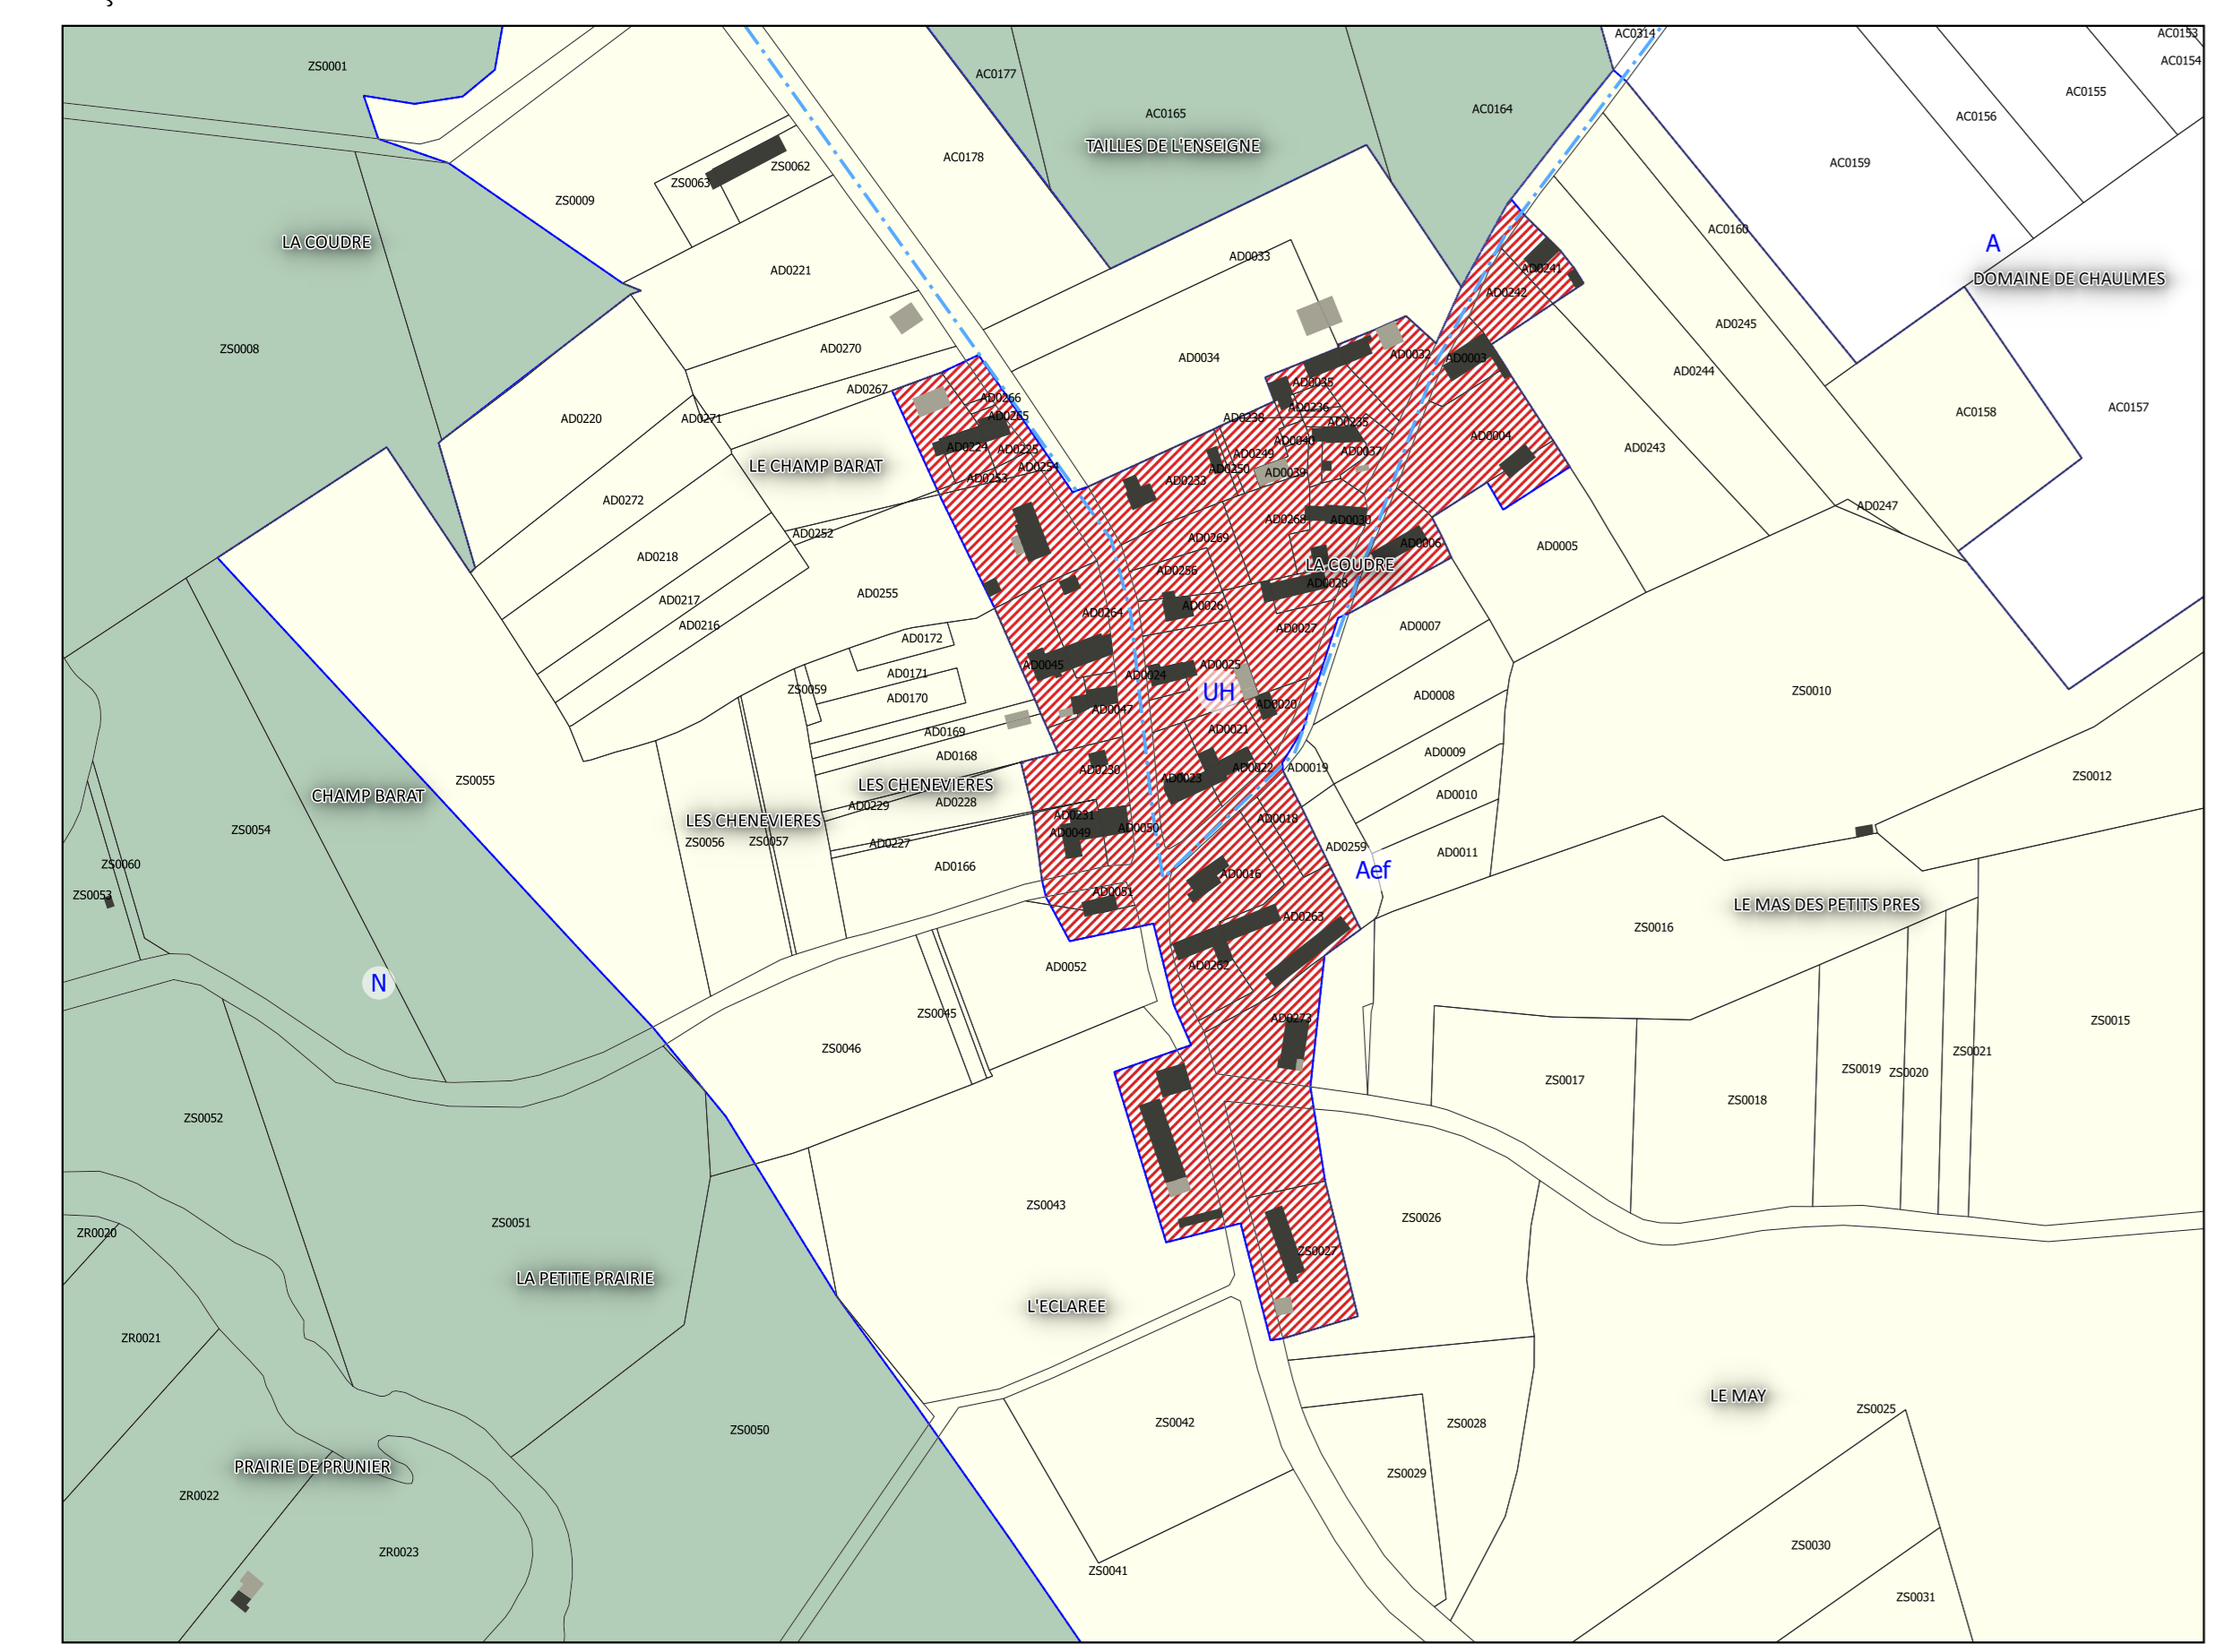 AC0314
AC0153
ZS0001
AC0154
AC0177
AC0155
AC0165
AC0164
AC0156
TAILLES DE L'ENSEIGNE
AC0178
AC0159
ZS0062
ZS0063
ZS0009
AC0160
LA COUDRE
A
AD0033
AD0221
AD0241
DOMAINE DE CHAULMES
AD0242
AD0245
ZS0008
AD0270
AD0034
AD0032
AD0003
AD0244
AD0267
AD0035
AD0266
AD0236
AC0157
AC0158
AD0220
AD0271
AD0265
AD0238
AD0235
AD0004
AD0040
AD0224
AD0225
AD0249
AD0037
AD0243
LE CHAMP BARAT
AD0254
AD0250
AD0039
AD0253
AD0233
AD0272
AD0247
AD0268
AD0030
AD0252
AD0269
AD0006
AD0005
AD0218
LA COUDRE
AD0256
AD0028
AD0255
AD0217
AD0026
AD0264
AD0216
AD0027
AD0007
AD0172
AD0045
AD0025
AD0171
AD0024
ZS0059
UH
ZS0010
AD0170
AD0008
AD0020
AD0047
AD0169
AD0021
AD0168
AD0009
AD0230
AD0022
AD0019
AD0023
ZS0012
ZS0055
LES CHENEVIERES
CHAMP BARAT
AD0010
AD0228
AD0229
AD0231
AD0018
LES CHENEVIERES
AD0050
AD0049
ZS0054
ZS0056
ZS0057
AD0227
AD0259
AD0011
ZS0060
AD0166
Aef
AD0016
AD0051
ZS0053
LE MAS DES PETITS PRES
AD0263
ZS0016
AD0052
AD0262
N
ZS0045
AD0273
ZS0015
ZS0046
ZS0021
ZS0019
ZS0020
ZS0017
ZS0018
ZS0052
ZS0043
ZS0026
ZS0051
ZR0020
ZS0027
LA PETITE PRAIRIE
L'ECLAREE
ZR0021
LE MAY
ZS0025
ZS0042
ZS0028
ZS0050
PRAIRIE DE PRUNIER
ZS0029
ZR0022
ZS0030
ZR0023
ZS0041
ZS0031